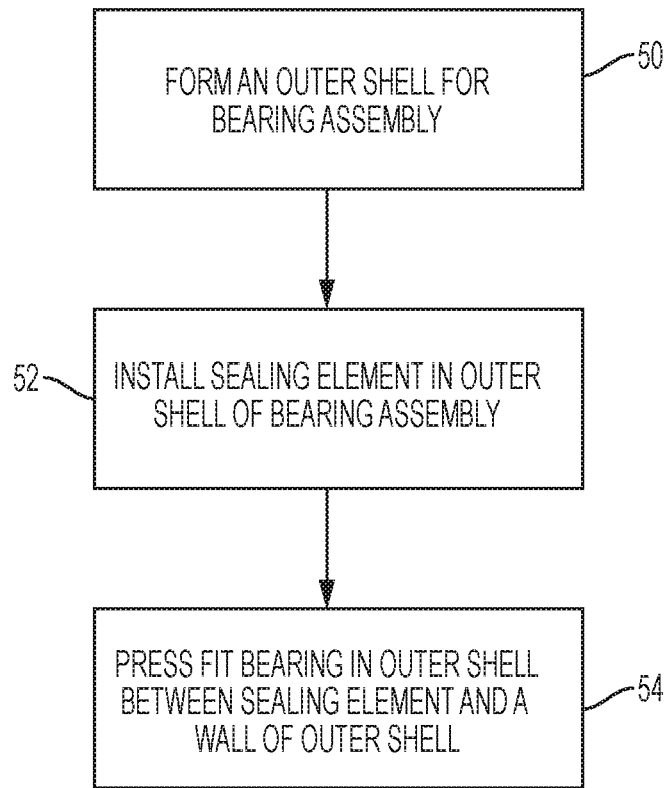 FORM AN OUTER SHELL FOR
BEARING ASSEMBLY
50
52
INSTALL SEALING ELEMENT IN OUTER
SHELL OF BEARING ASSEMBLY
PRESS FIT BEARING IN OUTER SHELL
BETWEEN SEALING ELEMENT AND A
WALL OF OUTER SHELL
54